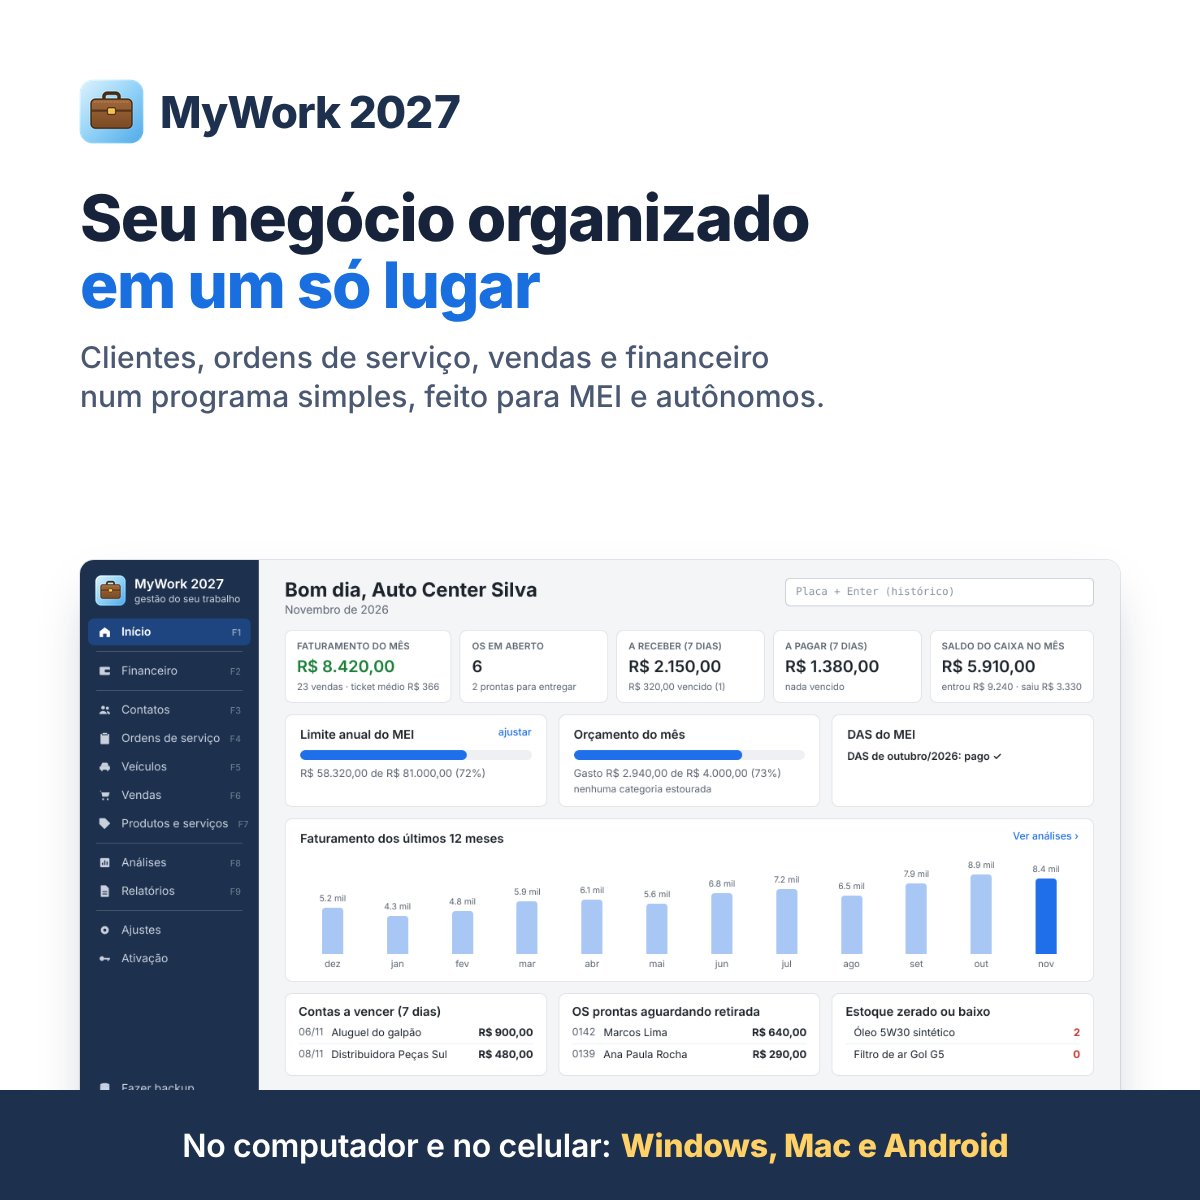 MyWork 2027
Seu negócio organizado
em um só lugar
Clientes, ordens de serviço, vendas e financeiro
num programa simples, feito para MEI e autônomos.
MyWork 2027
gestão do seu trabalho
Início F1
Financeiro F2
Contatos F3
Ordens de serviço F4
Veículos F5
Vendas F6
Produtos e serviços F7
Análises F8
Relatórios F9
Ajustes
Ativação
Fazer backup
Bom dia, Auto Center Silva
Novembro de 2026
Placa + Enter (histórico)
FATURAMENTO DO MÊS
R$ 8.420,00
23 vendas · ticket médio R$ 366
OS EM ABERTO
6
2 prontas para entregar
A RECEBER (7 DIAS)
R$ 2.150,00
R$ 320,00 vencido (1)
A PAGAR (7 DIAS)
R$ 1.380,00
nada vencido
SALDO DO CAIXA NO MÊS
R$ 5.910,00
entrou R$ 9.240 · saiu R$ 3.330
Limite anual do MEI ajustar
R$ 58.320,00 de R$ 81.000,00 (72%)
Orçamento do mês
Gasto R$ 2.940,00 de R$ 4.000,00 (73%)
nenhuma categoria estourada
DAS do MEI
DAS de outubro/2026: pago ✓
Faturamento dos últimos 12 meses Ver análises ›
5.2 mil 4.3 mil 4.8 mil 5.9 mil 6.1 mil 5.6 mil 6.8 mil 7.2 mil 6.5 mil 7.9 mil 8.9 mil 8.4 mil
dez jan fev mar abr mai jun jul ago set out nov
Contas a vencer (7 dias)
06/11 Aluguel do galpão R$ 900,00
08/11 Distribuidora Peças Sul R$ 480,00
OS prontas aguardando retirada
0142 Marcos Lima R$ 640,00
0139 Ana Paula Rocha R$ 290,00
Estoque zerado ou baixo
Óleo 5W30 sintético 2
Filtro de ar Gol G5 0
No computador e no celular: Windows, Mac e Android